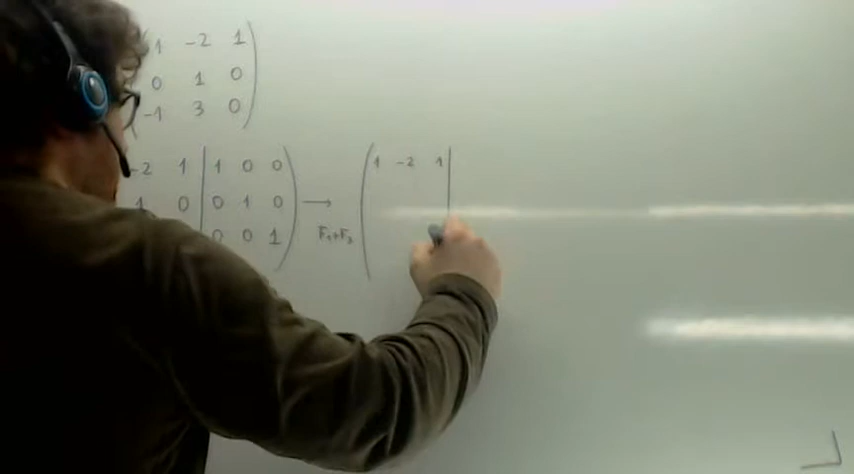 1 -2 1
0 1 0
-1 3 0
-2 1 | 1 0 0 → 1 -2 1 |
1 0 | 0 1 0
0 0 1 F₁+F₃